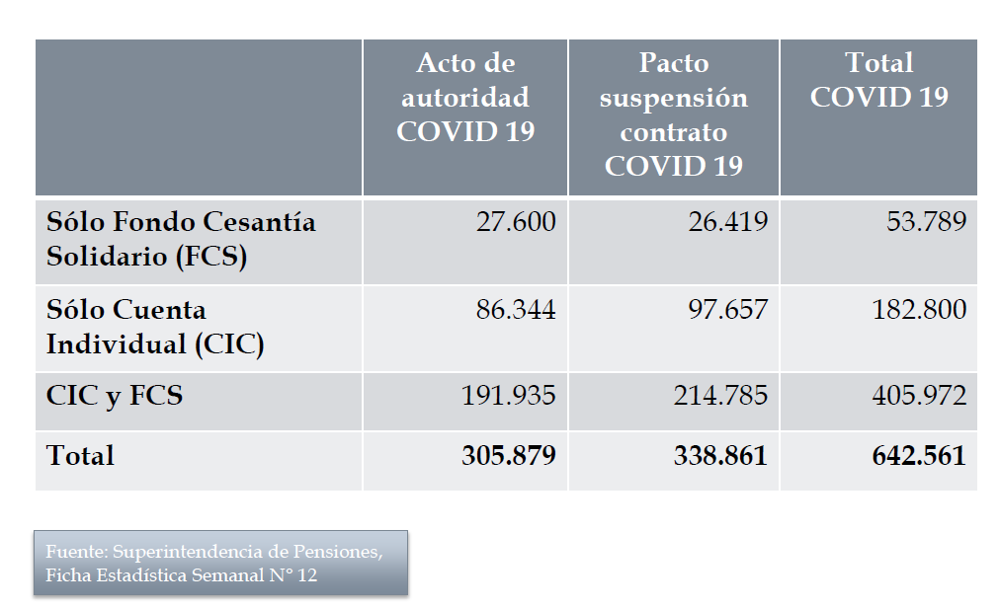 Acto de
autoridad
COVID 19
Pacto
suspensión
contrato
COVID 19
Total
COVID 19
Sólo Fondo Cesantía
Solidario (FCS)
27.600
26.419
53.789
Sólo Cuenta
Individual (CIC)
86.344
97.657
182.800
CIC y FCS
191.935
214.785
405.972
Total
305.879
338.861
642.561
Fuente: Superintendencia de Pensiones,
Ficha Estadística Semanal N° 12